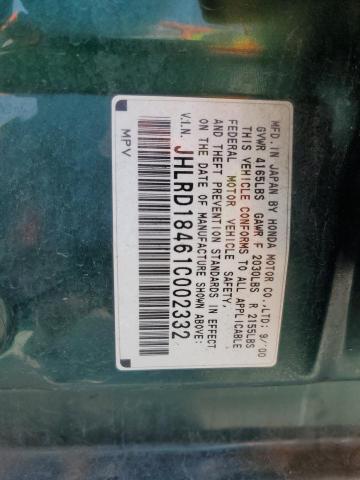 MFD. IN JAPAN BY HONDA MOTOR CO.,LTD: 9/'00
GVWR 4165LBS GAWR F 2030LBS R 2155LBS
THIS VEHICLE CONFORMS TO ALL APPLICABLE
FEDERAL MOTOR VEHICLE SAFETY,
AND THEFT PREVENTION STANDARDS IN EFFECT
ON THE DATE OF MANUFACTURE SHOWN ABOVE:
V.I.N. JHLRD18461C002332
MPV